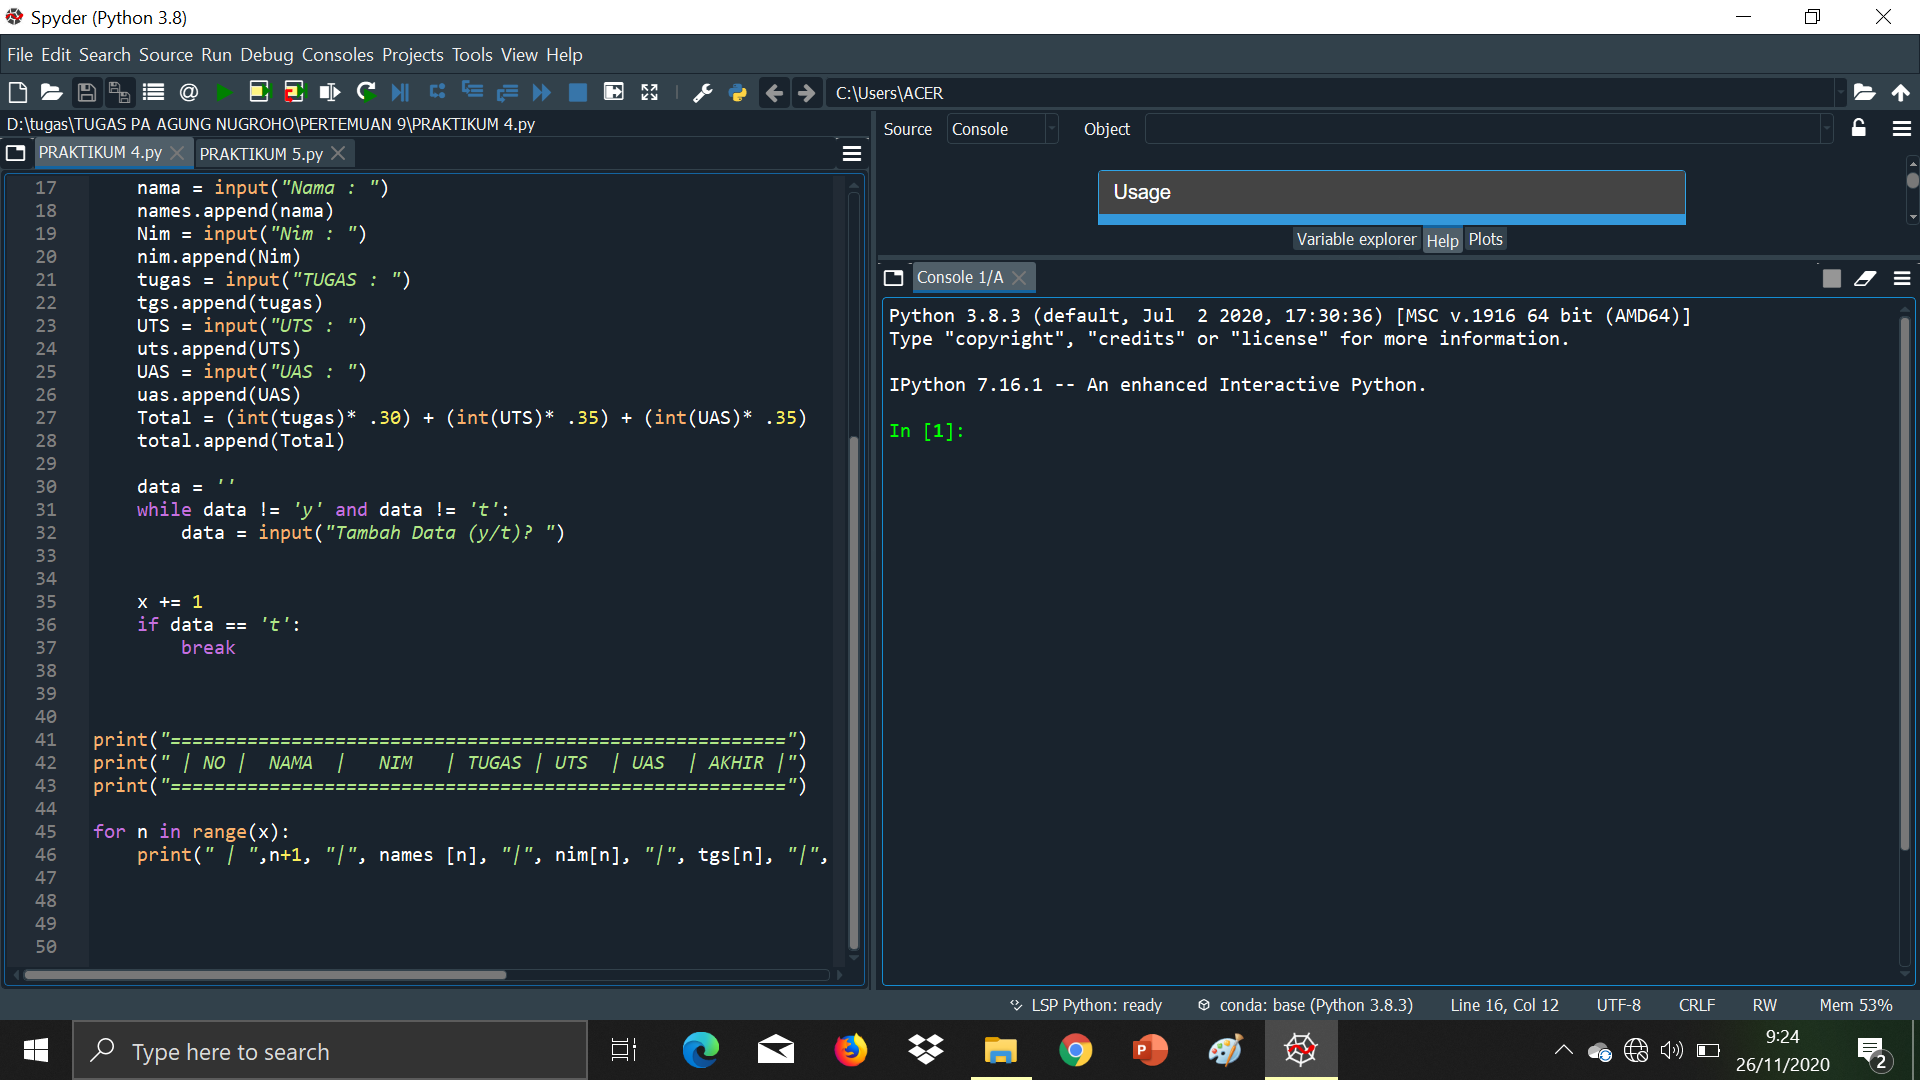 Spyder (Python 3.8)
File Edit Search Source Run Debug Consoles Projects Tools View Help
C:\Users\ACER
D:\tugas\TUGAS PA AGUNG NUGROHO\PERTEMUAN 9\PRAKTIKUM 4.py
PRAKTIKUM 4.py PRAKTIKUM 5.py
17 nama = input("Nama : ")
18 names.append(nama)
19 Nim = input("Nim : ")
20 nim.append(Nim)
21 tugas = input("TUGAS : ")
22 tgs.append(tugas)
23 UTS = input("UTS : ")
24 uts.append(UTS)
25 UAS = input("UAS : ")
26 uas.append(UAS)
27 Total = (int(tugas)* .30) + (int(UTS)* .35) + (int(UAS)* .35)
28 total.append(Total)
29
30 data = ''
31 while data != 'y' and data != 't':
32 data = input("Tambah Data (y/t)? ")
33
34
35 x += 1
36 if data == 't':
37 break
38
39
40
41 print("========================================================")
42 print(" | NO |  NAMA  |   NIM   | TUGAS | UTS  | UAS  | AKHIR |")
43 print("========================================================")
44
45 for n in range(x):
46 print(" | ",n+1, "|", names [n], "|", nim[n], "|", tgs[n], "|",
47
48
49
50
Source Console Object
Usage
Variable explorer Help Plots
Console 1/A
Python 3.8.3 (default, Jul  2 2020, 17:30:36) [MSC v.1916 64 bit (AMD64)]
Type "copyright", "credits" or "license" for more information.
IPython 7.16.1 -- An enhanced Interactive Python.
In [1]:
LSP Python: ready conda: base (Python 3.8.3) Line 16, Col 12 UTF-8 CRLF RW Mem 53%
Type here to search
9:24
26/11/2020
2